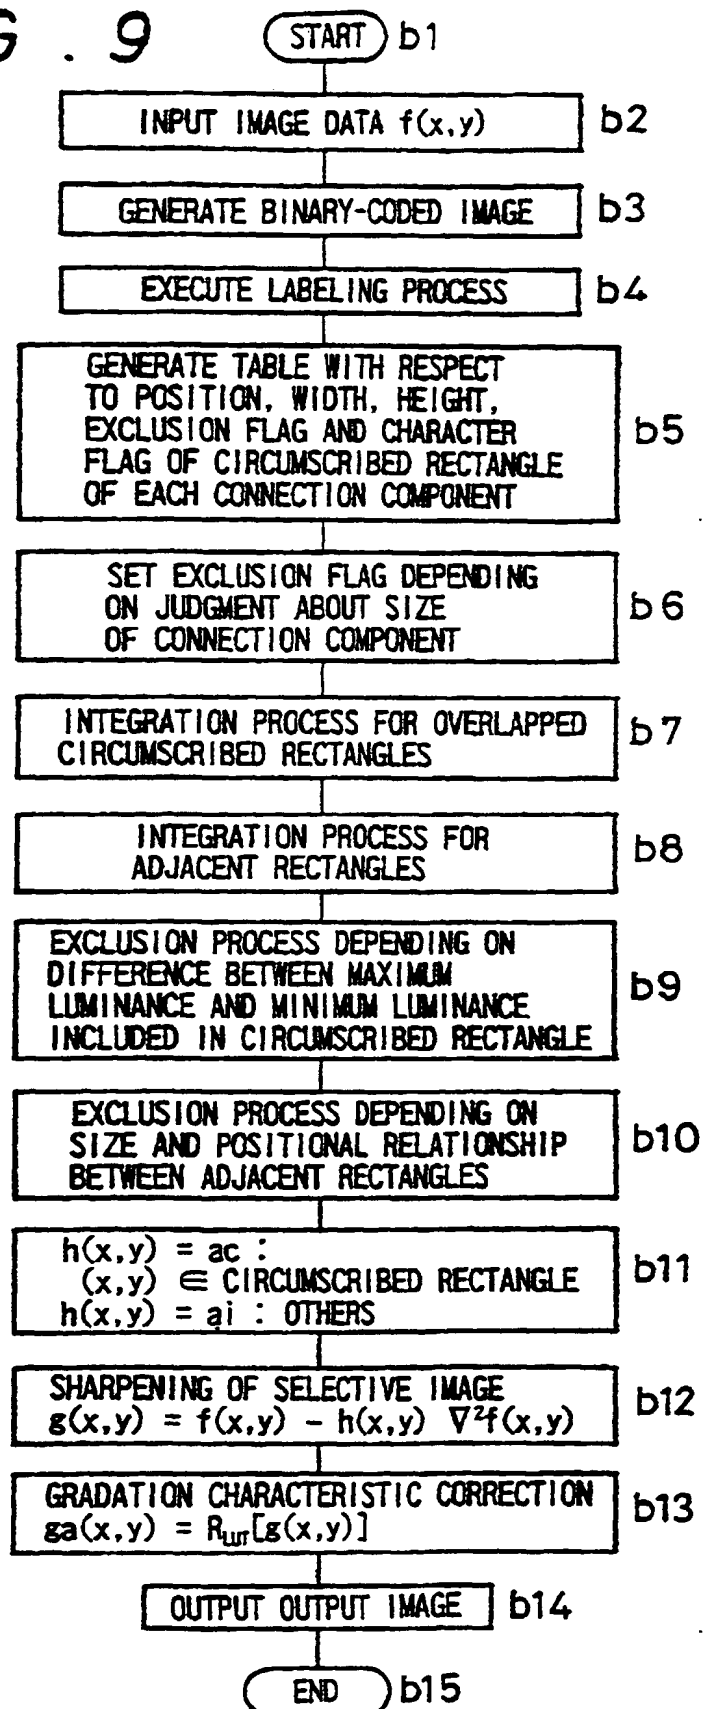 G . 9
START b1
INPUT IMAGE DATA f(x,y) b2
GENERATE BINARY-CODED IMAGE b3
EXECUTE LABELING PROCESS b4
GENERATE TABLE WITH RESPECT
TO POSITION, WIDTH, HEIGHT,
EXCLUSION FLAG AND CHARACTER b5
FLAG OF CIRCUMSCRIBED RECTANGLE
OF EACH CONNECTION COMPONENT
SET EXCLUSION FLAG DEPENDING
ON JUDGMENT ABOUT SIZE b6
OF CONNECTION COMPONENT
INTEGRATION PROCESS FOR OVERLAPPED b7
CIRCUMSCRIBED RECTANGLES
INTEGRATION PROCESS FOR b8
ADJACENT RECTANGLES
EXCLUSION PROCESS DEPENDING ON
DIFFERENCE BETWEEN MAXIMUM b9
LUMINANCE AND MINIMUM LUMINANCE
INCLUDED IN CIRCUMSCRIBED RECTANGLE
EXCLUSION PROCESS DEPENDING ON
SIZE AND POSITIONAL RELATIONSHIP b10
BETWEEN ADJACENT RECTANGLES
h(x,y) = ac :
(x,y) ∈ CIRCUMSCRIBED RECTANGLE b11
h(x,y) = ai : OTHERS
SHARPENING OF SELECTIVE IMAGE b12
g(x,y) = f(x,y) − h(x,y) ∇²f(x,y)
GRADATION CHARACTERISTIC CORRECTION b13
ga(x,y) = R_LUT[g(x,y)]
OUTPUT OUTPUT IMAGE b14
END b15